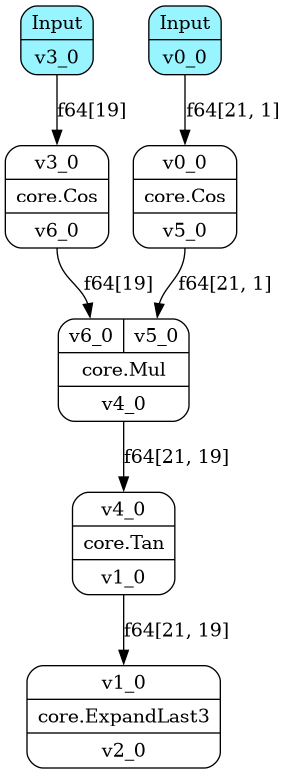 Input
v3_0
Input
v0_0
f64[19]
f64[21, 1]
v3_0
core.Cos
v6_0
v0_0
core.Cos
v5_0
f64[19]
f64[21, 1]
v6_0
v5_0
core.Mul
v4_0
f64[21, 19]
v4_0
core.Tan
v1_0
f64[21, 19]
v1_0
core.ExpandLast3
v2_0